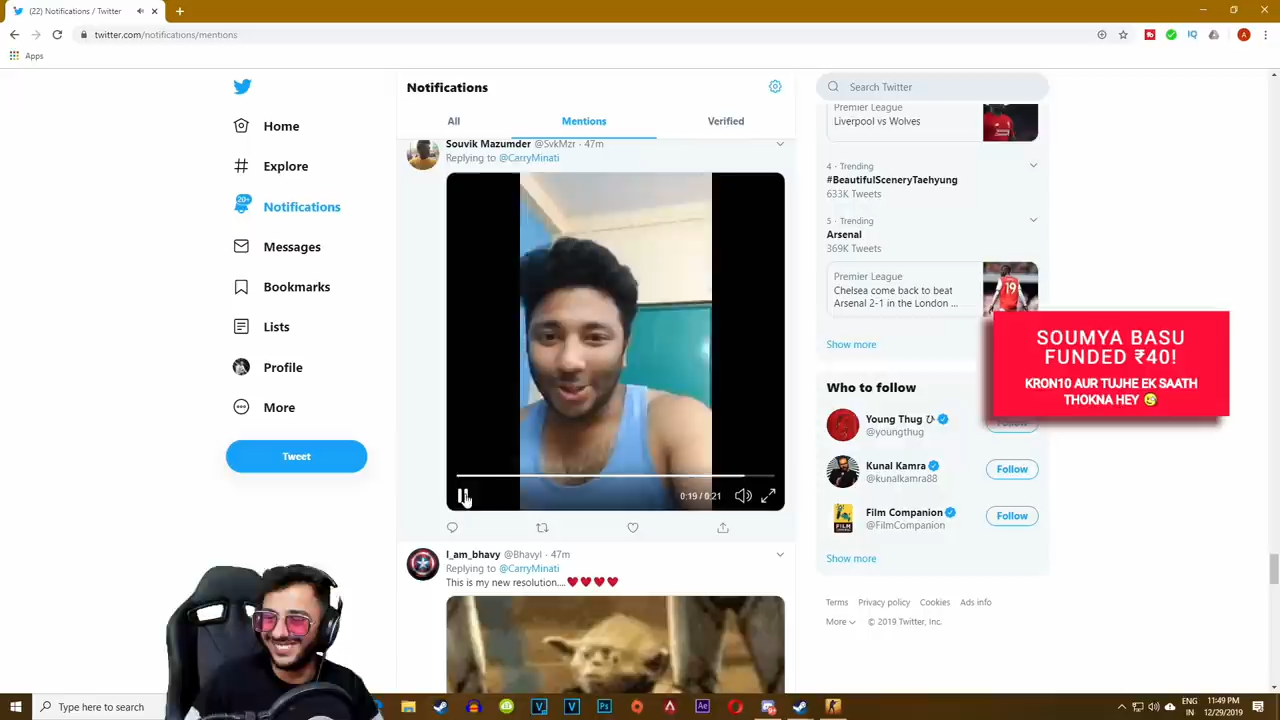 (22) Notifications / Twitter
twitter.com/notifications/mentions
Apps
Home
Explore
20+
Notifications
Messages
Bookmarks
Lists
Profile
More
Tweet
Notifications
All
Mentions
Verified
Souvik Mazumder @SvkMzr · 47m
Replying to @CarryMinati
0:19 / 0:21
I_am_bhavy @BhavyI · 47m
Replying to @CarryMinati
This is my new resolution....❤❤❤❤
Search Twitter
Premier League
Liverpool vs Wolves
4 · Trending
#BeautifulSceneryTaehyung
633K Tweets
5 · Trending
Arsenal
369K Tweets
Premier League
Chelsea come back to beat
Arsenal 2-1 in the London ...
19
Show more
SOUMYA BASU
FUNDED ₹40!
KRON10 AUR TUJHE EK SAATH
THOKNA HEY
Who to follow
Young Thug ひ
@youngthug
Follow
Kunal Kamra
@kunalkamra88
Follow
Film Companion
@FilmCompanion
Follow
Show more
Terms Privacy policy Cookies Ads info
More © 2019 Twitter, Inc.
Type here to search
ENG
IN
11:49 PM
12/29/2019